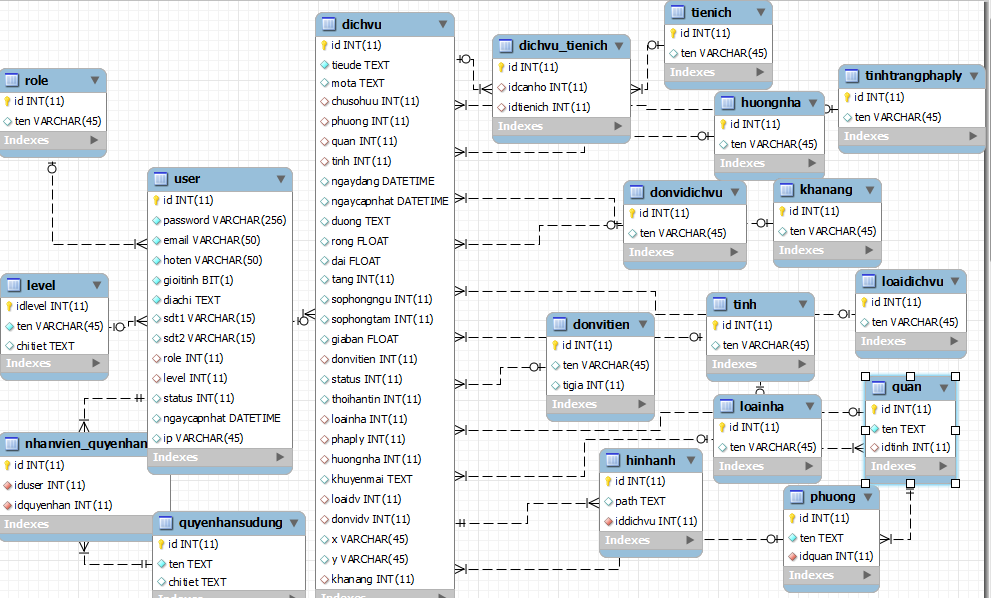 role
id INT(11)
ten VARCHAR(45)
Indexes
level
idlevel INT(11)
ten VARCHAR(45)
chitiet TEXT
Indexes
nhanvien_quyenhan
id INT(11)
iduser INT(11)
idquyenhan INT(11)
Indexes
user
id INT(11)
password VARCHAR(256)
email VARCHAR(50)
hoten VARCHAR(50)
gioitinh BIT(1)
diachi TEXT
sdt1 VARCHAR(15)
sdt2 VARCHAR(15)
role INT(11)
level INT(11)
status INT(11)
ngaycapnhat DATETIME
ip VARCHAR(45)
Indexes
quyenhansudung
id INT(11)
ten TEXT
chitiet TEXT
dichvu
id INT(11)
tieude TEXT
mota TEXT
chusohuu INT(11)
phuong INT(11)
quan INT(11)
tinh INT(11)
ngaydang DATETIME
ngaycapnhat DATETIME
duong TEXT
rong FLOAT
dai FLOAT
tang INT(11)
sophongngu INT(11)
sophongtam INT(11)
giaban FLOAT
donvitien INT(11)
status INT(11)
thoihantin INT(11)
loainha INT(11)
phaply INT(11)
huongnha INT(11)
khuyenmai TEXT
loaidv INT(11)
donvidv INT(11)
x VARCHAR(45)
y VARCHAR(45)
khanang INT(11)
Indexes
dichvu_tienich
id INT(11)
idcanho INT(11)
idtienich INT(11)
Indexes
tienich
id INT(11)
ten VARCHAR(45)
Indexes
huongnha
id INT(11)
ten VARCHAR(45)
Indexes
tinhtrangphaply
id INT(11)
ten VARCHAR(45)
Indexes
donvidichvu
id INT(11)
ten VARCHAR(45)
Indexes
khanang
id INT(11)
ten VARCHAR(45)
Indexes
loaidichvu
id INT(11)
ten VARCHAR(45)
Indexes
tinh
id INT(11)
ten VARCHAR(45)
Indexes
donvitien
id INT(11)
ten VARCHAR(45)
tigia INT(11)
Indexes
loainha
id INT(11)
ten VARCHAR(45)
Indexes
quan
id INT(11)
ten TEXT
idtinh INT(11)
Indexes
hinhanh
id INT(11)
path TEXT
iddichvu INT(11)
Indexes
phuong
id INT(11)
ten TEXT
idquan INT(11)
Indexes